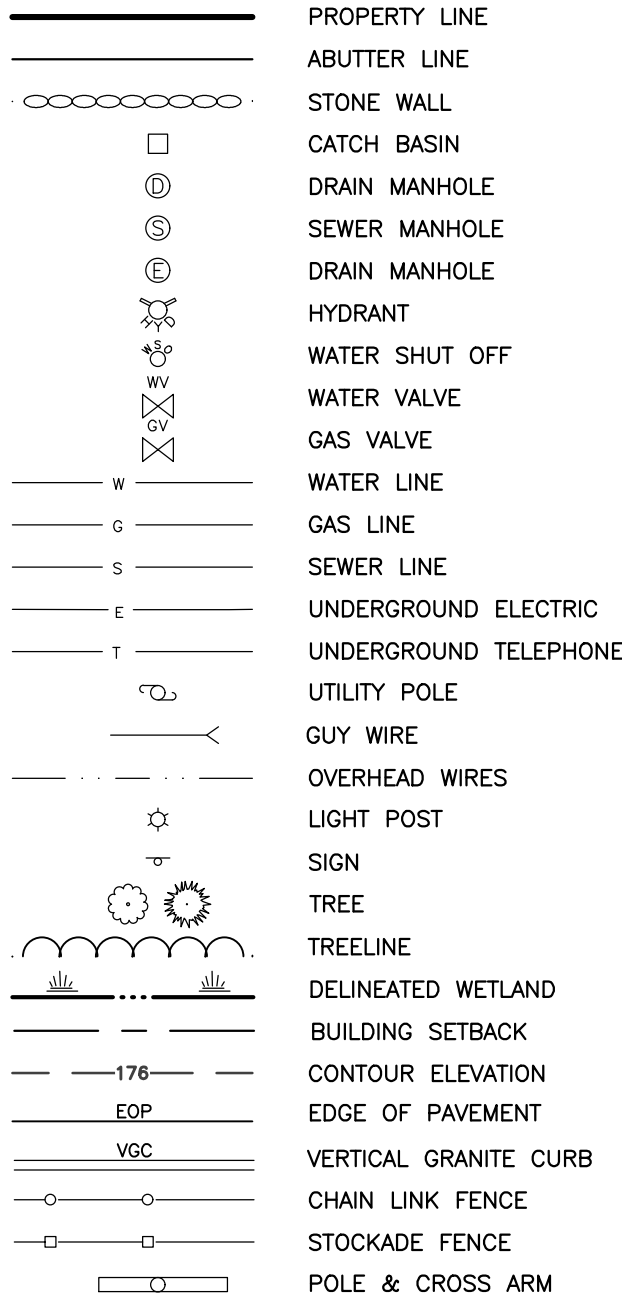 PROPERTY LINE
ABUTTER LINE
STONE WALL
CATCH BASIN
D DRAIN MANHOLE
S SEWER MANHOLE
E DRAIN MANHOLE
HYD HYDRANT
WSO WATER SHUT OFF
WV WATER VALVE
GV GAS VALVE
W WATER LINE
G GAS LINE
S SEWER LINE
E UNDERGROUND ELECTRIC
T UNDERGROUND TELEPHONE
UTILITY POLE
GUY WIRE
OVERHEAD WIRES
LIGHT POST
SIGN
TREE
TREELINE
DELINEATED WETLAND
BUILDING SETBACK
176 CONTOUR ELEVATION
EOP EDGE OF PAVEMENT
VGC VERTICAL GRANITE CURB
CHAIN LINK FENCE
STOCKADE FENCE
POLE & CROSS ARM